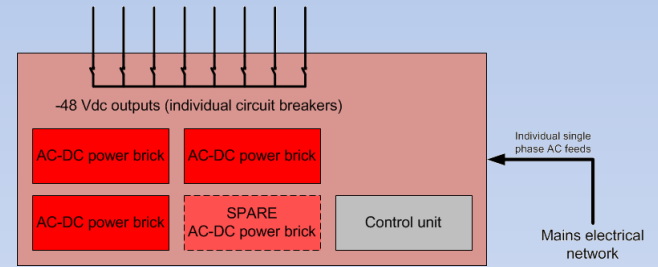 -48 Vdc outputs (individual circuit breakers)
AC-DC power brick
AC-DC power brick
Individual single
phase AC feeds
AC-DC power brick
SPARE
AC-DC power brick
Control unit
Mains electrical
network